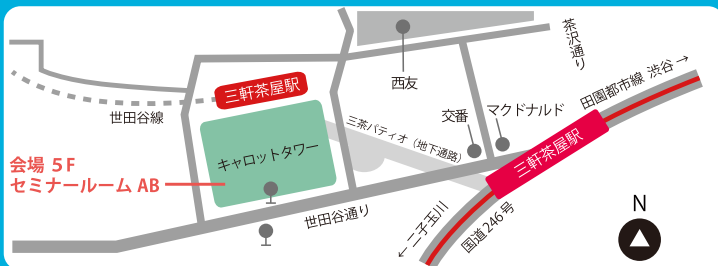 茶沢通り
西友
田園都市線 渋谷→
三軒茶屋駅
世田谷線
交番
マクドナルド
三茶パティオ（地下通路）
キャロットタワー
三軒茶屋駅
会場 5F
セミナールーム AB
世田谷通り
←二子玉川
国道246号
N